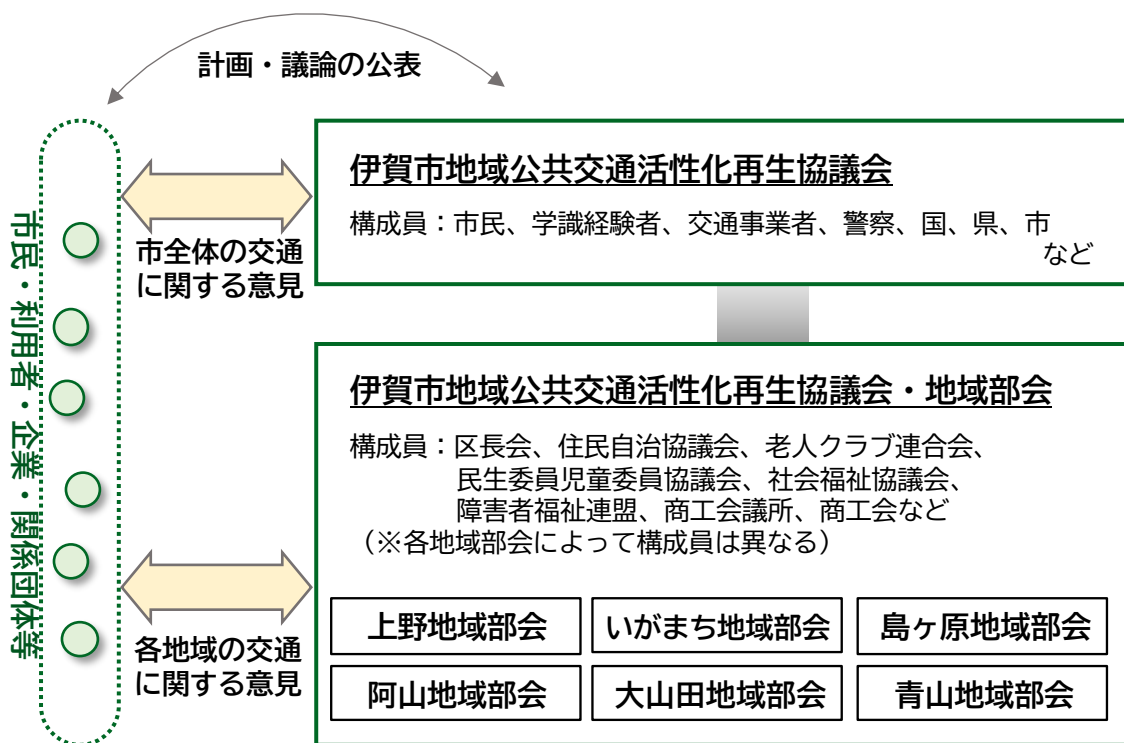 計画・議論の公表
市民・利用者・企業・関係団体等
伊賀市地域公共交通活性化再生協議会
構成員：市民、学識経験者、交通事業者、警察、国、県、市
など
市全体の交通
に関する意見
伊賀市地域公共交通活性化再生協議会・地域部会
構成員：区長会、住民自治協議会、老人クラブ連合会、
民生委員児童委員協議会、社会福祉協議会、
障害者福祉連盟、商工会議所、商工会など
（※各地域部会によって構成員は異なる）
各地域の交通
に関する意見
上野地域部会
いがまち地域部会
島ヶ原地域部会
阿山地域部会
大山田地域部会
青山地域部会